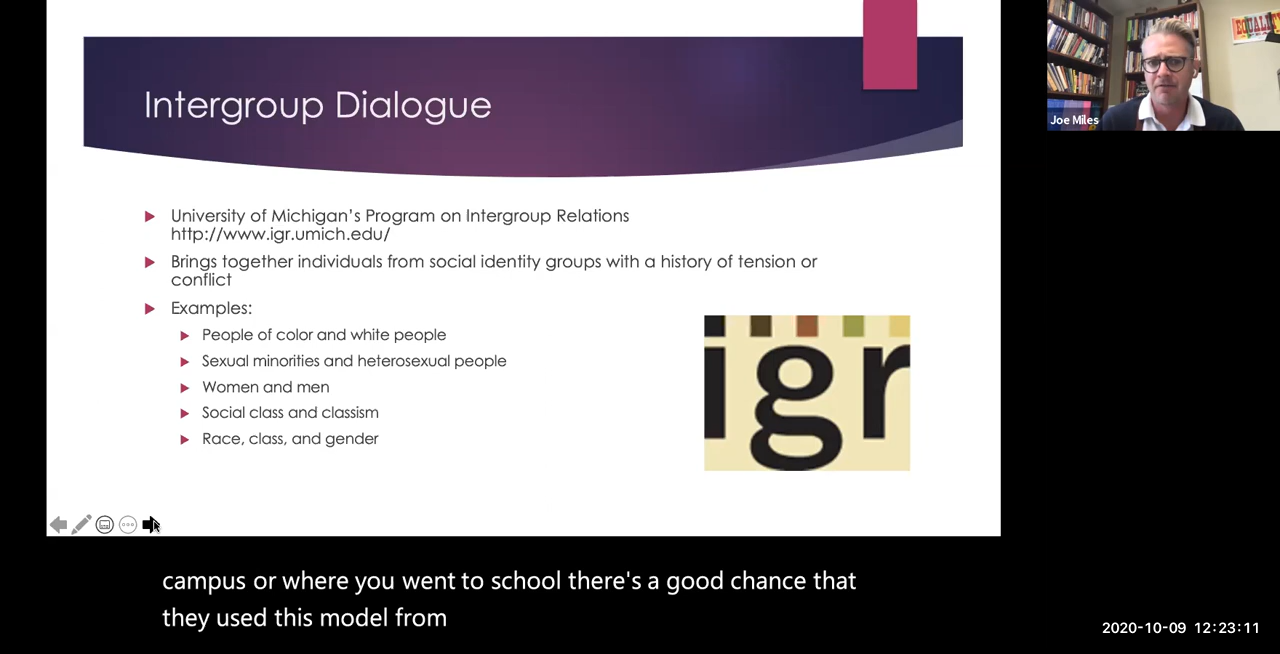 Intergroup Dialogue
University of Michigan's Program on Intergroup Relations
http://www.igr.umich.edu/
Brings together individuals from social identity groups with a history of tension or
conflict
Examples:
People of color and white people
Sexual minorities and heterosexual people
Women and men
Social class and classism
Race, class, and gender
igr
EQUALITY
Joe Miles
campus or where you went to school there's a good chance that
they used this model from
2020-10-09 12:23:11